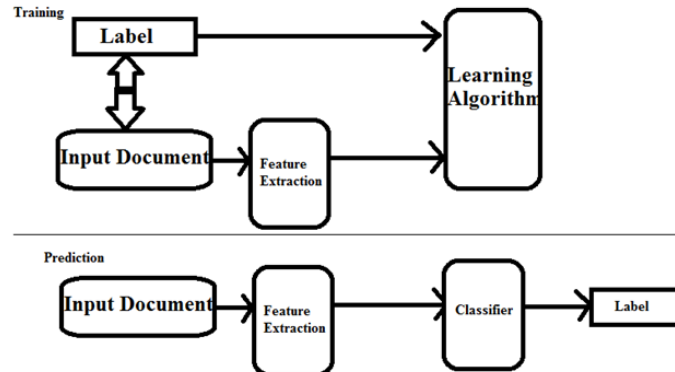 Training
Label
Learning
Algorithm
Input Document
Feature
Extraction
Prediction
Input Document
Feature
Extraction
Classifier
Label